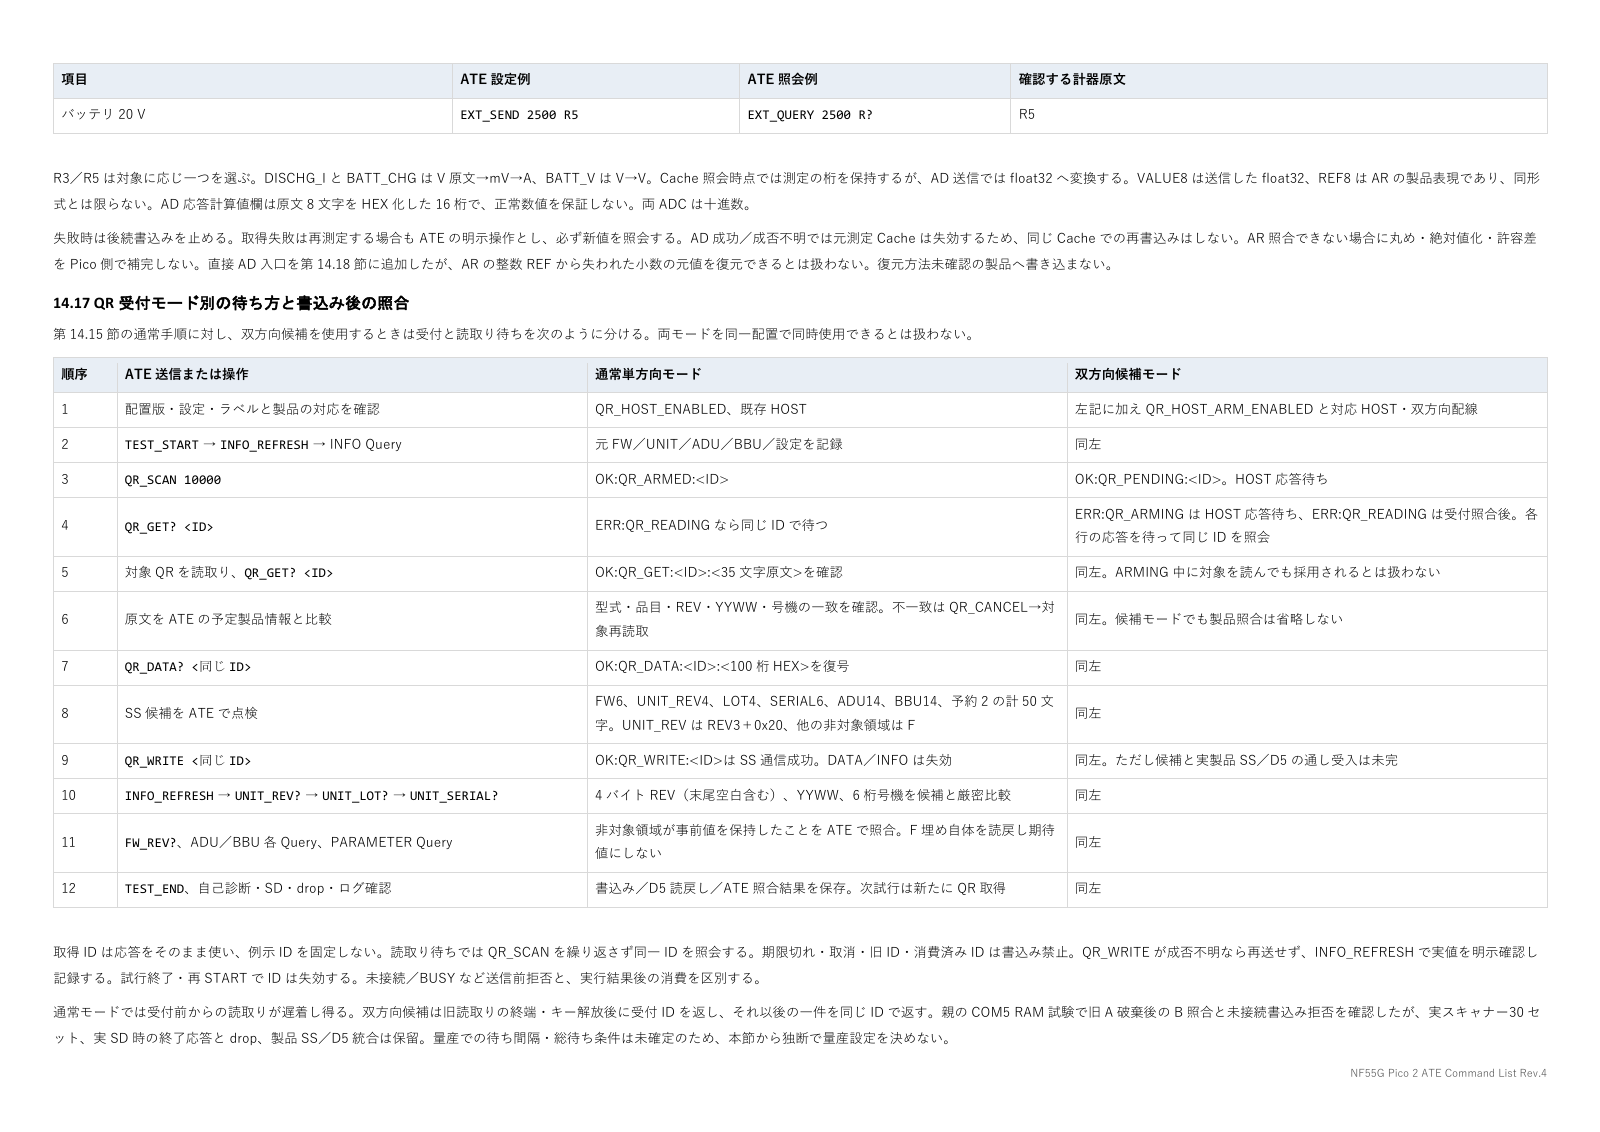 項目 ATE 設定例 ATE 照会例 確認する計器原文
バッテリ 20 V EXT_SEND 2500 R5 EXT_QUERY 2500 R? R5
R3／R5 は対象に応じ一つを選ぶ。DISCHG_I と BATT_CHG は V 原文→mV→A、BATT_V は V→V。Cache 照会時点では測定の桁を保持するが、AD 送信では float32 へ変換する。VALUE8 は送信した float32、REF8 は AR の製品表現であり、同形
式とは限らない。AD 応答計算値欄は原文 8 文字を HEX 化した 16 桁で、正常数値を保証しない。両 ADC は十進数。
失敗時は後続書込みを止める。取得失敗は再測定する場合も ATE の明示操作とし、必ず新値を照会する。AD 成功／成否不明では元測定 Cache は失効するため、同じ Cache での再書込みはしない。AR 照合できない場合に丸め・絶対値化・許容差
を Pico 側で補完しない。直接 AD 入口を第 14.18 節に追加したが、AR の整数 REF から失われた小数の元値を復元できるとは扱わない。復元方法未確認の製品へ書き込まない。
14.17 QR 受付モード別の待ち方と書込み後の照合
第 14.15 節の通常手順に対し、双方向候補を使用するときは受付と読取り待ちを次のように分ける。両モードを同一配置で同時使用できるとは扱わない。
順序 ATE 送信または操作 通常単方向モード 双方向候補モード
1 配置版・設定・ラベルと製品の対応を確認 QR_HOST_ENABLED、既存 HOST 左記に加え QR_HOST_ARM_ENABLED と対応 HOST・双方向配線
2 TEST_START → INFO_REFRESH → INFO Query 元 FW／UNIT／ADU／BBU／設定を記録 同左
3 QR_SCAN 10000 OK:QR_ARMED:<ID> OK:QR_PENDING:<ID>。HOST 応答待ち
4 QR_GET? <ID> ERR:QR_READING なら同じ ID で待つ ERR:QR_ARMING は HOST 応答待ち、ERR:QR_READING は受付照合後。各
行の応答を待って同じ ID を照会
5 対象 QR を読取り、QR_GET? <ID> OK:QR_GET:<ID>:<35 文字原文>を確認 同左。ARMING 中に対象を読んでも採用されるとは扱わない
6 原文を ATE の予定製品情報と比較 型式・品目・REV・YYWW・号機の一致を確認。不一致は QR_CANCEL→対
象再読取 同左。候補モードでも製品照合は省略しない
7 QR_DATA? <同じ ID> OK:QR_DATA:<ID>:<100 桁 HEX>を復号 同左
8 SS 候補を ATE で点検 FW6、UNIT_REV4、LOT4、SERIAL6、ADU14、BBU14、予約 2 の計 50 文
字。UNIT_REV は REV3＋0x20、他の非対象領域は F 同左
9 QR_WRITE <同じ ID> OK:QR_WRITE:<ID>は SS 通信成功。DATA／INFO は失効 同左。ただし候補と実製品 SS／D5 の通し受入は未完
10 INFO_REFRESH → UNIT_REV? → UNIT_LOT? → UNIT_SERIAL? 4 バイト REV（末尾空白含む）、YYWW、6 桁号機を候補と厳密比較 同左
11 FW_REV?、ADU／BBU 各 Query、PARAMETER Query 非対象領域が事前値を保持したことを ATE で照合。F 埋め自体を読戻し期待
値にしない 同左
12 TEST_END、自己診断・SD・drop・ログ確認 書込み／D5 読戻し／ATE 照合結果を保存。次試行は新たに QR 取得 同左
取得 ID は応答をそのまま使い、例示 ID を固定しない。読取り待ちでは QR_SCAN を繰り返さず同一 ID を照会する。期限切れ・取消・旧 ID・消費済み ID は書込み禁止。QR_WRITE が成否不明なら再送せず、INFO_REFRESH で実値を明示確認し
記録する。試行終了・再 START で ID は失効する。未接続／BUSY など送信前拒否と、実行結果後の消費を区別する。
通常モードでは受付前からの読取りが遅着し得る。双方向候補は旧読取りの終端・キー解放後に受付 ID を返し、それ以後の一件を同じ ID で返す。親の COM5 RAM 試験で旧 A 破棄後の B 照合と未接続書込み拒否を確認したが、実スキャナー30 セ
ット、実 SD 時の終了応答と drop、製品 SS／D5 統合は保留。量産での待ち間隔・総待ち条件は未確定のため、本節から独断で量産設定を決めない。
NF55G Pico 2 ATE Command List Rev.4